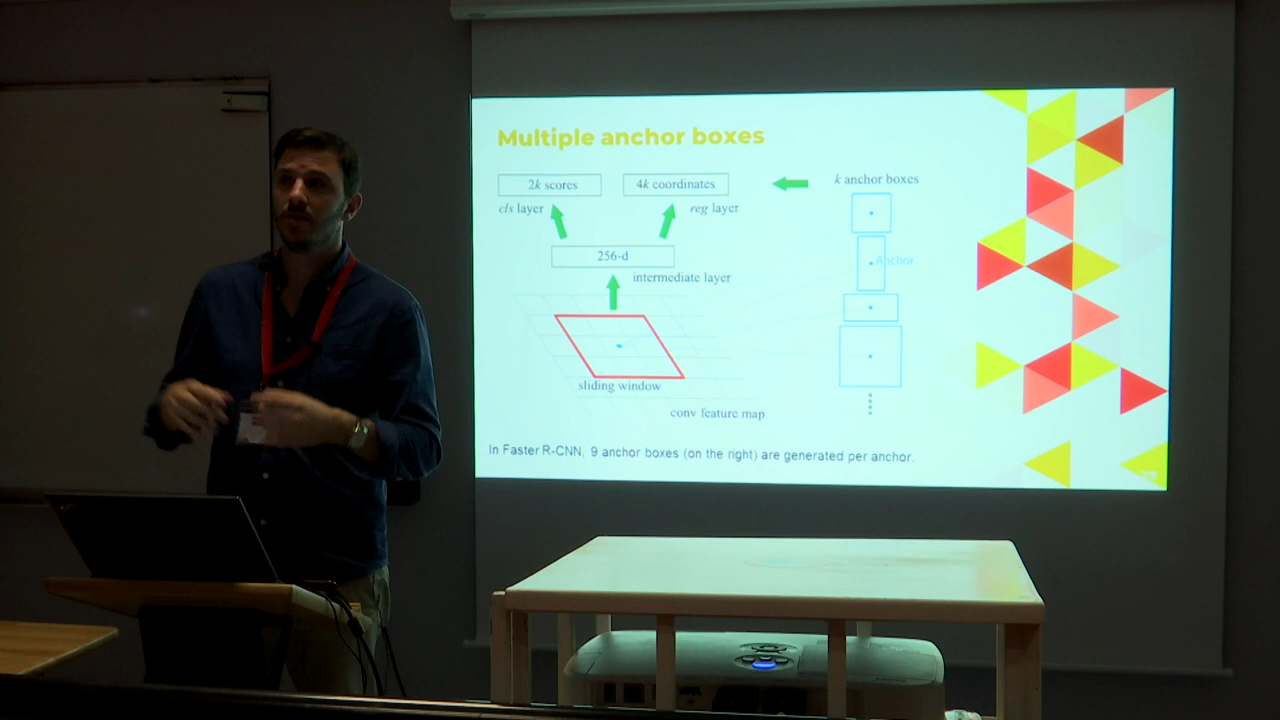 Multiple anchor boxes
2k scores
4k coordinates
k anchor boxes
cls layer
reg layer
256-d
Anchor
intermediate layer
sliding window
conv feature map
In Faster R-CNN, 9 anchor boxes (on the right) are generated per anchor.